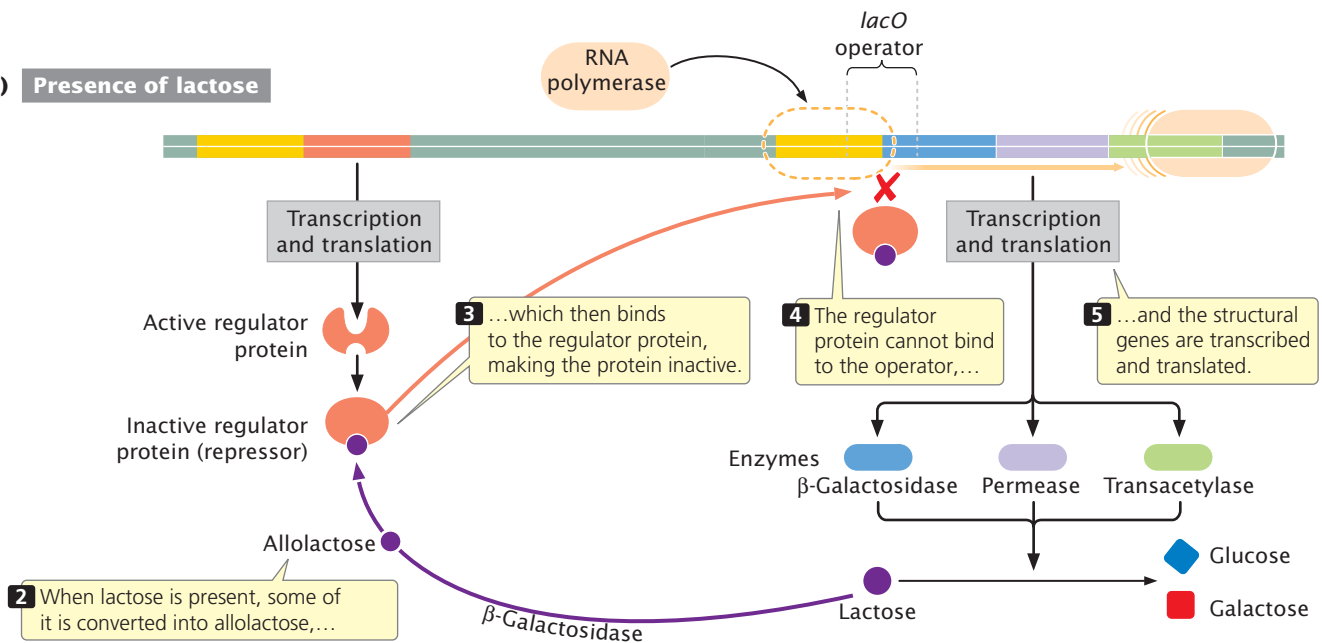 lacO
operator
RNA
polymerase
) Presence of lactose
Transcription
and translation
Transcription
and translation
Active regulator
protein
3 …which then binds
to the regulator protein,
making the protein inactive.
4 The regulator
protein cannot bind
to the operator,…
5 …and the structural
genes are transcribed
and translated.
Inactive regulator
protein (repressor)
Enzymes
β-Galactosidase
Permease
Transacetylase
Allolactose
2 When lactose is present, some of
it is converted into allolactose,…
β-Galactosidase
Lactose
Glucose
Galactose